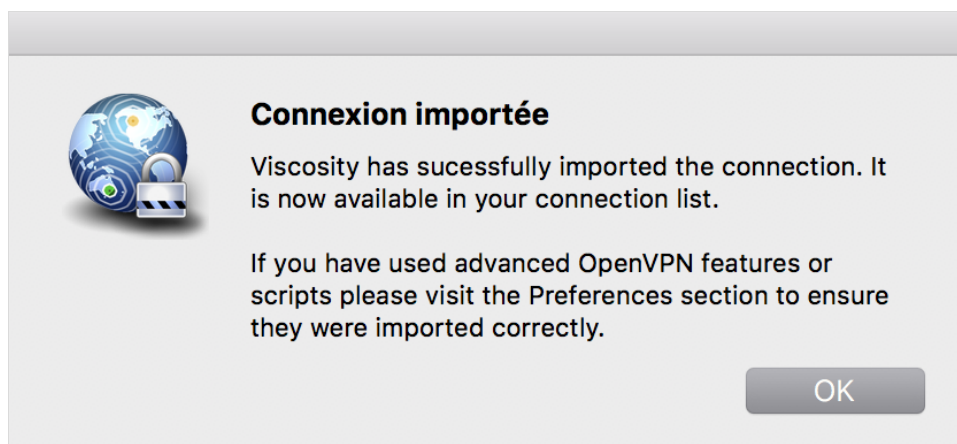 Connexion importée
Viscosity has sucessfully imported the connection. It
is now available in your connection list.
If you have used advanced OpenVPN features or
scripts please visit the Preferences section to ensure
they were imported correctly.
OK